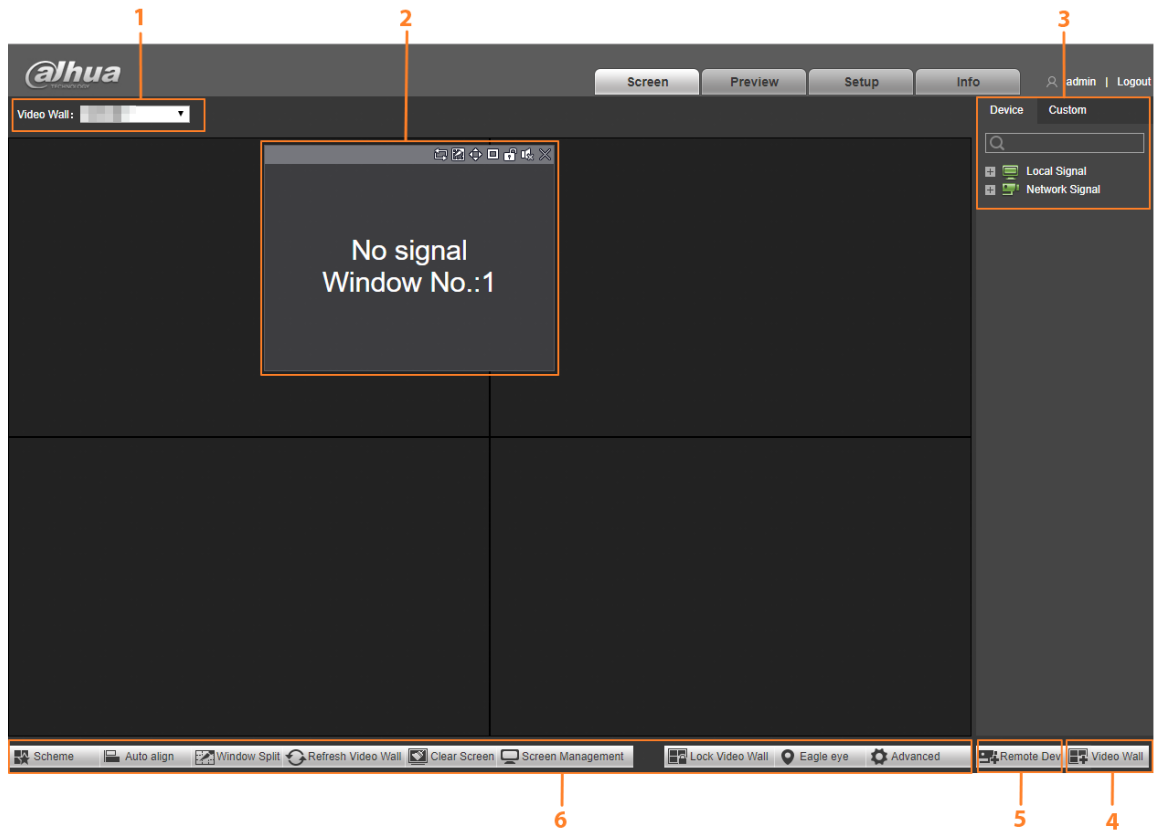 1 2 3
alhua
TECHNOLOGY
Screen Preview Setup Info admin | Logout
Video Wall:
Device Custom
Local Signal
Network Signal
No signal
Window No.:1
Scheme Auto align Window Split Refresh Video Wall Clear Screen Screen Management Lock Video Wall Eagle eye Advanced Remote Dev Video Wall
6 5 4